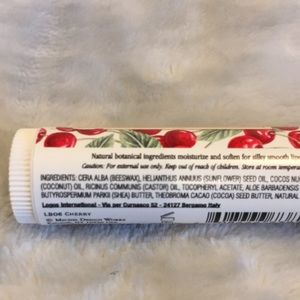 Natural botanical ingredients moisturize and soften for silky smooth lips
Caution: For external use only. Keep out of reach of children. Store at room tempera
INGREDIENTS: CERA ALBA (BEESWAX), HELIANTHUS ANNUUS (SUNFLOWER) SEED OIL, COCOS NU
(COCONUT) OIL, RICINUS COMMUNIS (CASTOR) OIL, TOCOPHERYL ACETATE, ALOE BARBADENSI
BUTYROSPERMUM PARKII (SHEA) BUTTER, THEOBROMA CACAO (COCOA) SEED BUTTER, NATURAL
Logos International - Via per Curnasco 52 - 24127 Bergamo Italy
LB06 CHERRY